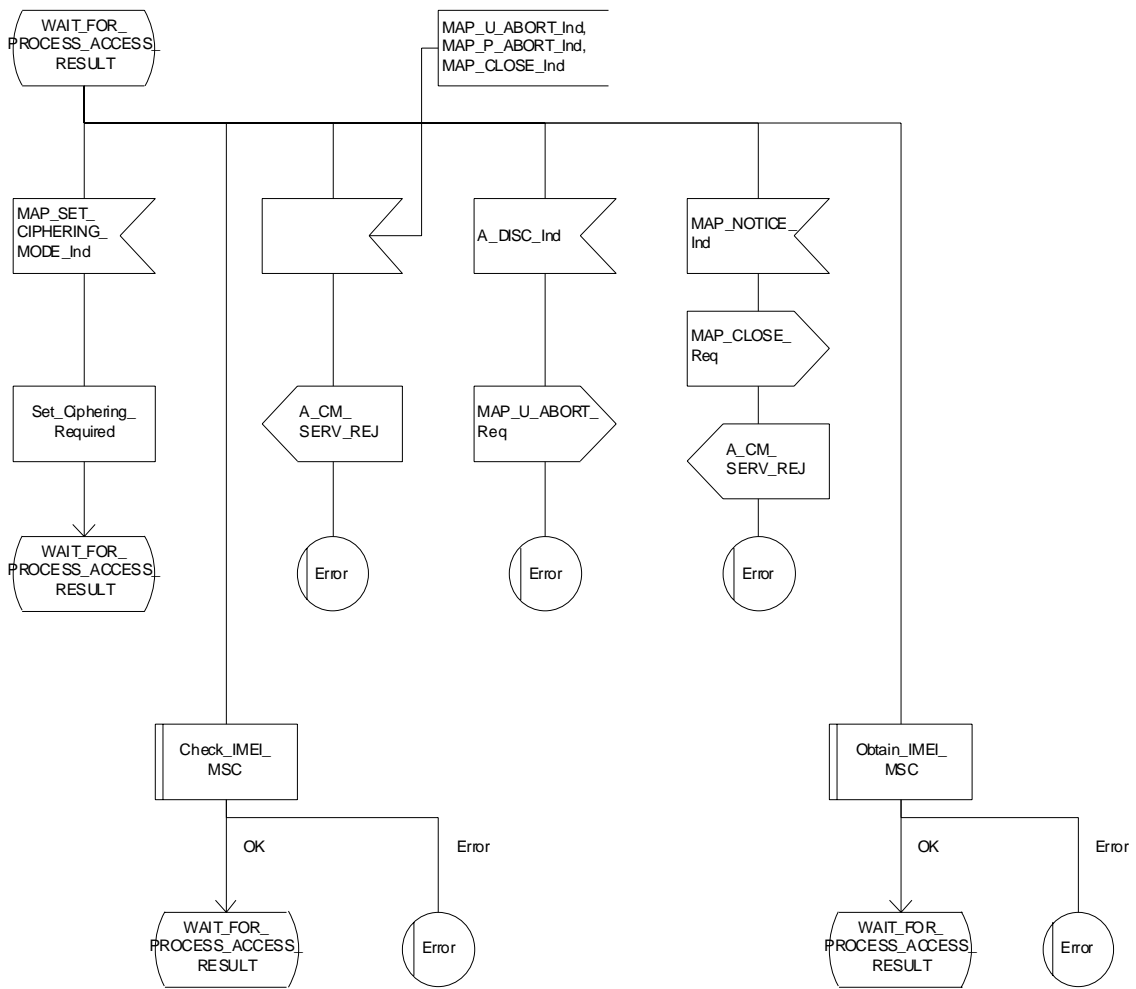 WAIT_FOR_
PROCESS_ACCESS_
RESULT
MAP_U_ABORT_Ind,
MAP_P_ABORT_Ind,
MAP_CLOSE_Ind
MAP_SET_
CIPHERING_
MODE_Ind
A_DISC_Ind
MAP_NOTICE_
Ind
MAP_CLOSE_
Req
Set_Ciphering_
Required
A_CM_
SERV_REJ
MAP_U_ABORT_
Req
A_CM_
SERV_REJ
WAIT_FOR_
PROCESS_ACCESS_
RESULT
Error
Error
Error
Check_IMEI_
MSC
Obtain_IMEI_
MSC
OK
Error
OK
Error
WAIT_FOR_
PROCESS_ACCESS_
RESULT
Error
WAIT_FOR_
PROCESS_ACCESS_
RESULT
Error